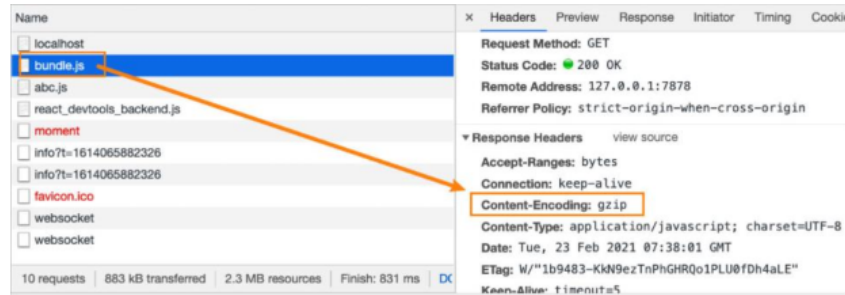 Name
localhost
bundle.js
abc.js
react_devtools_backend.js
moment
info?t=1614065882326
info?t=1614065882326
favicon.ico
websocket
websocket
10 requests 883 kB transferred 2.3 MB resources Finish: 831 ms
× Headers Preview Response Initiator Timing
Request Method: GET
Status Code: 200 OK
Remote Address: 127.0.0.1:7878
Referrer Policy: strict-origin-when-cross-origin
▼ Response Headers view source
Accept-Ranges: bytes
Connection: keep-alive
Content-Encoding: gzip
Content-Type: application/javascript; charset=UTF-8
Date: Tue, 23 Feb 2021 07:38:01 GMT
ETag: W/"1b9483-KkN9ezTnPhGHRQo1PLU0fDh4aLE"
Keep-Alive: timeout=5